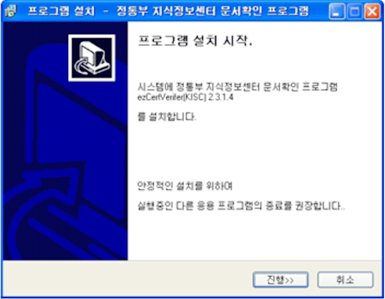 프로그램 설치 - 정통부 지식정보센터 문서확인 프로그램
프로그램 설치 시작.
시스템에 정통부 지식정보센터 문서확인 프로그램
ezCertVerifer(KISC) 2.3.1.4
를 설치합니다.
안정적인 설치를 위하여
실행중인 다른 응용 프로그램의 종료를 권장합니다..
진행>>
취소